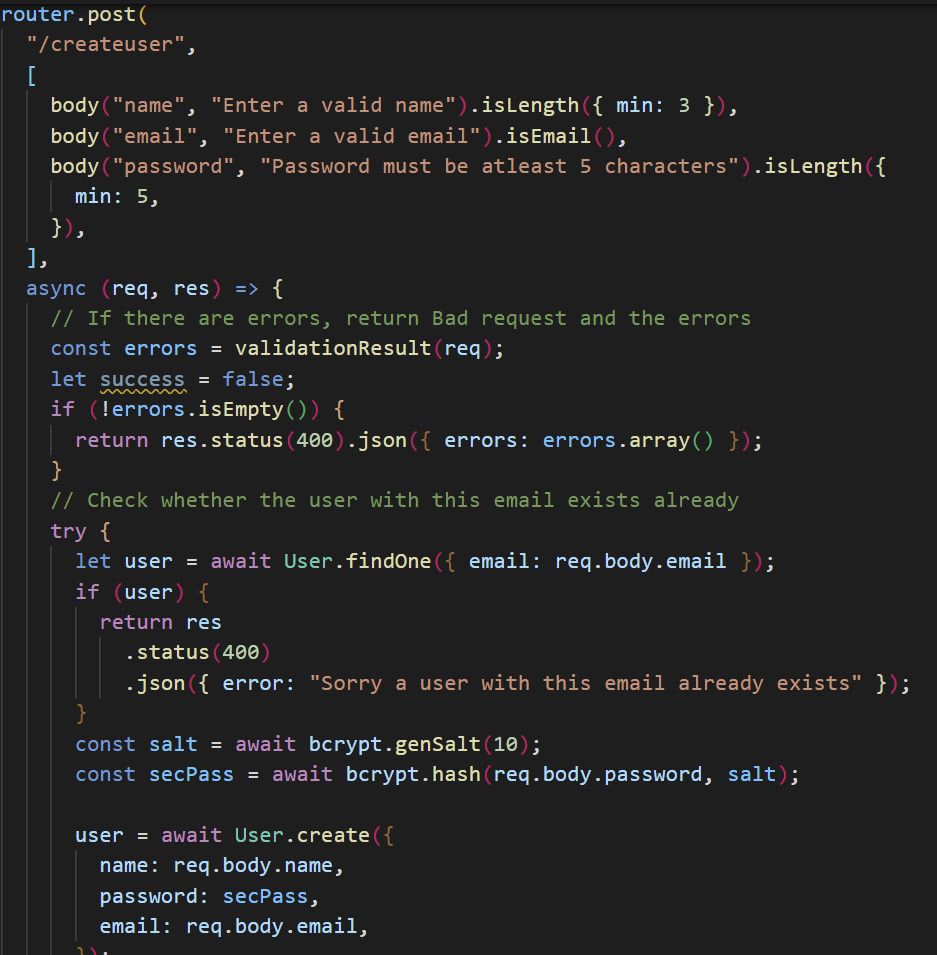 router.post(
"/createuser",
[
body("name", "Enter a valid name").isLength({ min: 3 }),
body("email", "Enter a valid email").isEmail(),
body("password", "Password must be atleast 5 characters").isLength({
min: 5,
}),
],
async (req, res) => {
// If there are errors, return Bad request and the errors
const errors = validationResult(req);
let success = false;
if (!errors.isEmpty()) {
return res.status(400).json({ errors: errors.array() });
}
// Check whether the user with this email exists already
try {
let user = await User.findOne({ email: req.body.email });
if (user) {
return res
.status(400)
.json({ error: "Sorry a user with this email already exists" });
}
const salt = await bcrypt.genSalt(10);
const secPass = await bcrypt.hash(req.body.password, salt);
user = await User.create({
name: req.body.name,
password: secPass,
email: req.body.email,
});